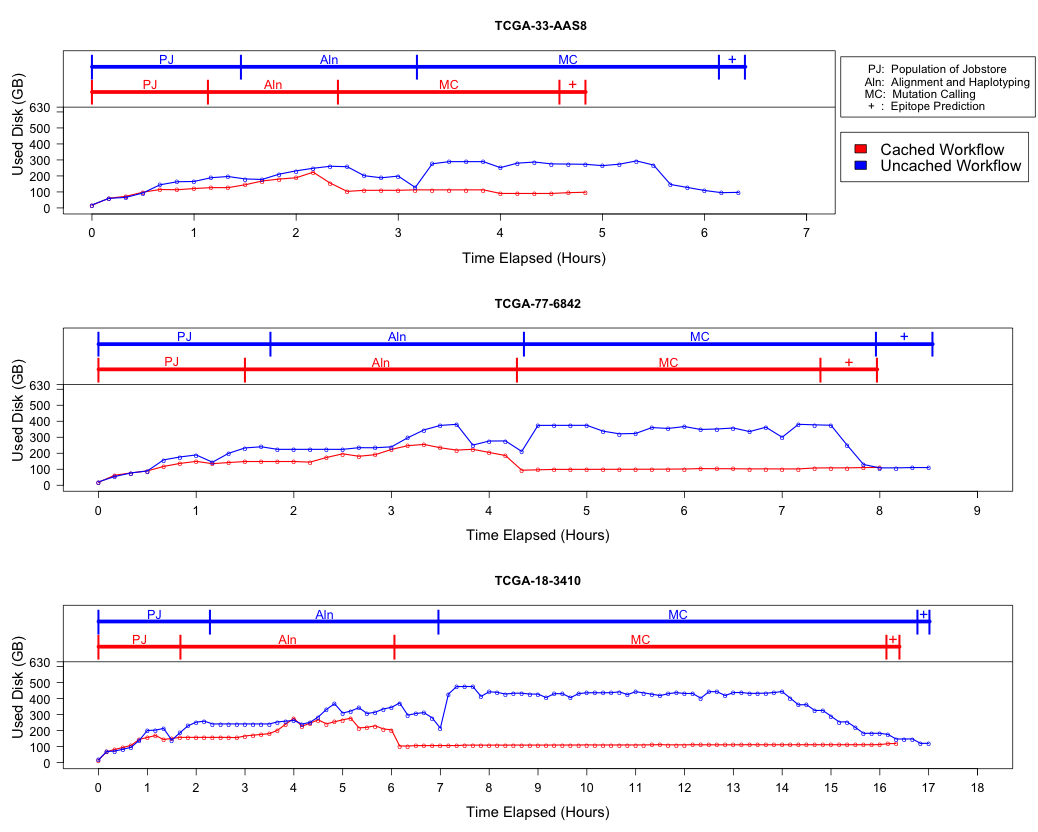 TCGA-33-AAS8
PJ Aln MC +
PJ Aln MC +
PJ: Population of Jobstore
Aln: Alignment and Haplotyping
MC: Mutation Calling
+ : Epitope Prediction
Cached Workflow
Uncached Workflow
Used Disk (GB)
630
500
400
300
200
100
0
0 1 2 3 4 5 6 7
Time Elapsed (Hours)
TCGA-77-6842
PJ Aln MC +
PJ Aln MC +
Used Disk (GB)
630
500
400
300
200
100
0
0 1 2 3 4 5 6 7 8 9
Time Elapsed (Hours)
TCGA-18-3410
PJ Aln MC +
PJ Aln MC +
Used Disk (GB)
630
500
400
300
200
100
0
0 1 2 3 4 5 6 7 8 9 10 11 12 13 14 15 16 17 18
Time Elapsed (Hours)